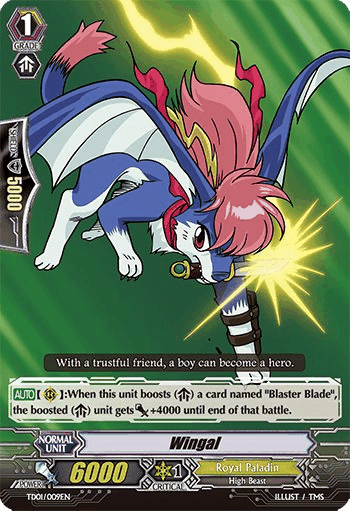 1
GRADE
SHIELD 5000
With a trustful friend, a boy can become a hero.
AUTO [ ]:When this unit boosts ( ) a card named "Blaster Blade",
the boosted ( ) unit gets +4000 until end of that battle.
NORMAL UNIT
Wingal
POWER 6000
1
CRITICAL
Royal Paladin
High Beast
TD01/009EN
ILLUST / TMS